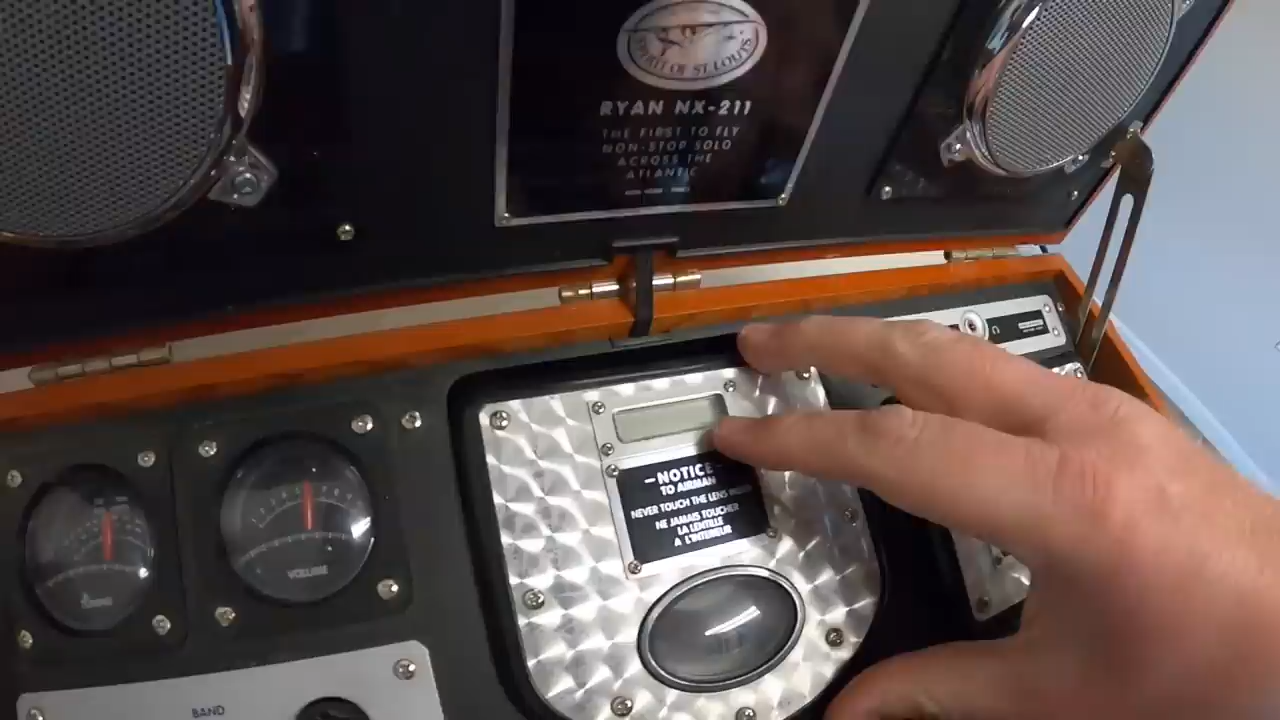 SPIRIT OF ST. LOUIS
RYAN NX-211
THE FIRST TO FLY
NON-STOP SOLO
ACROSS THE
ATLANTIC
-NOTICE-
TO AIRMAN
NEVER TOUCH THE LENS
NE JAMAIS TOUCHER
LA LENTILLE
A L'INTERIEUR
VOLUME
TUNING
BAND